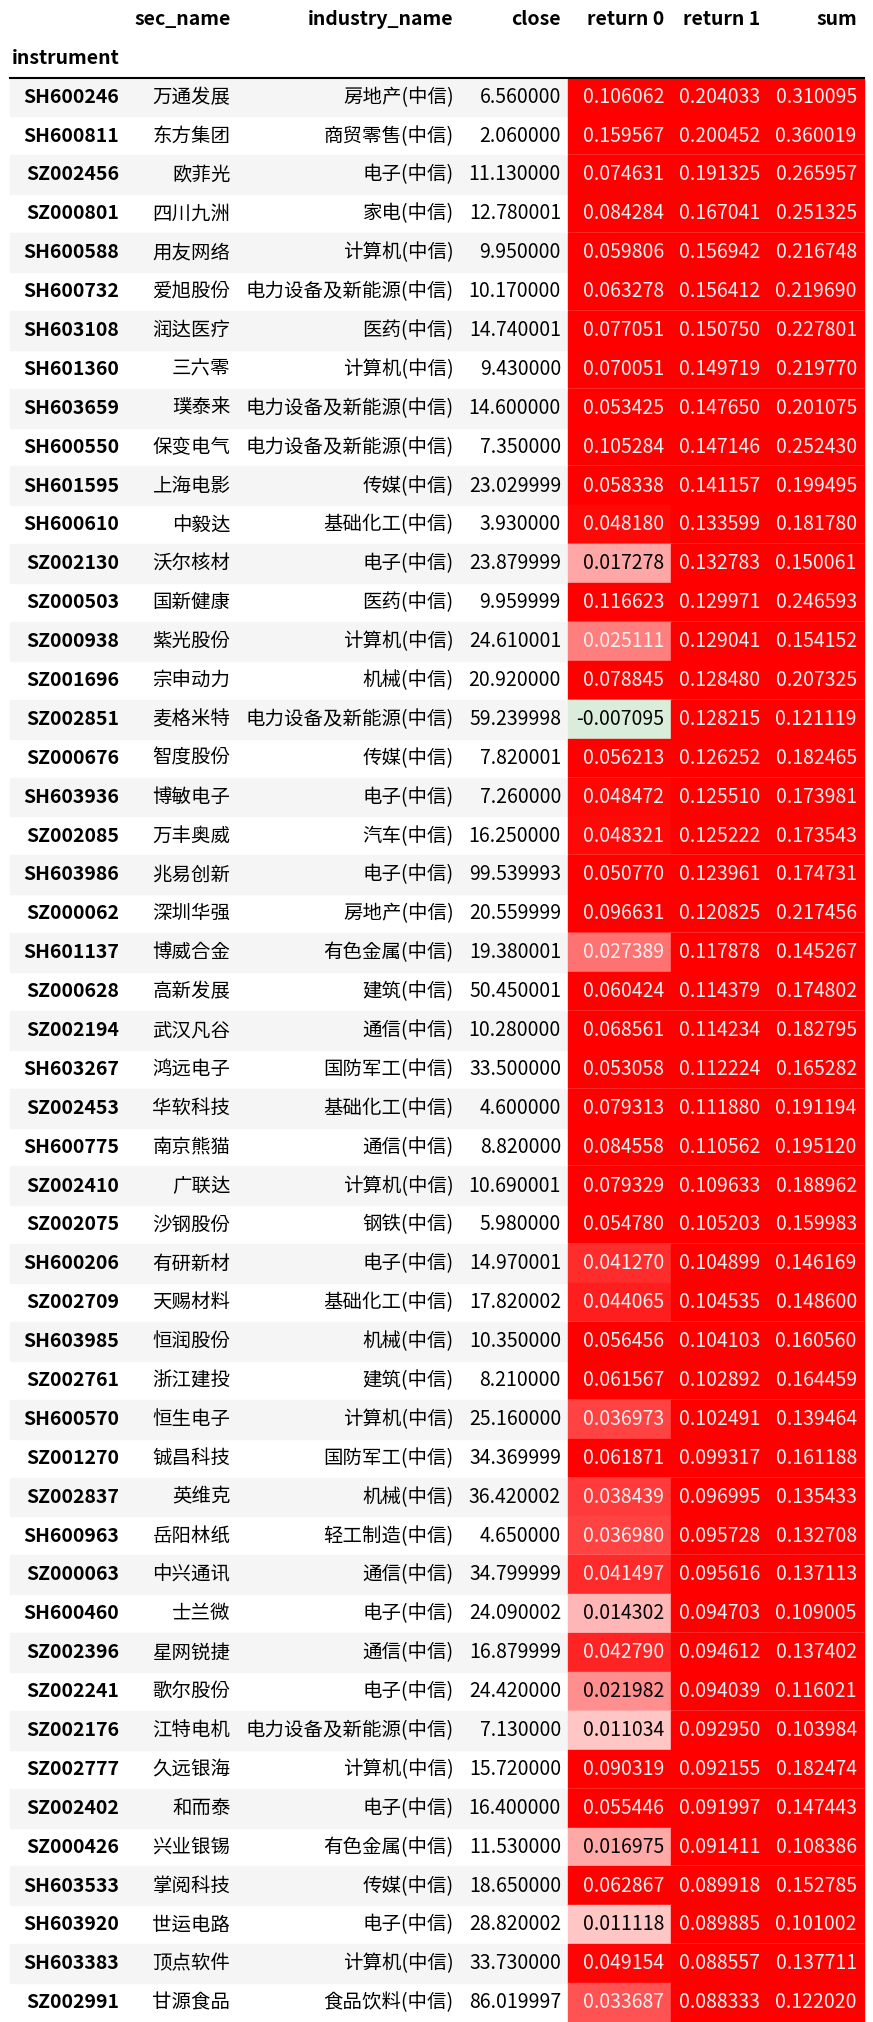 sec_name industry_name close return 0 return 1 sum
instrument
SH600246 万通发展 房地产(中信) 6.560000 0.106062 0.204033 0.310095
SH600811 东方集团 商贸零售(中信) 2.060000 0.159567 0.200452 0.360019
SZ002456 欧菲光 电子(中信) 11.130000 0.074631 0.191325 0.265957
SZ000801 四川九洲 家电(中信) 12.780001 0.084284 0.167041 0.251325
SH600588 用友网络 计算机(中信) 9.950000 0.059806 0.156942 0.216748
SH600732 爱旭股份 电力设备及新能源(中信) 10.170000 0.063278 0.156412 0.219690
SH603108 润达医疗 医药(中信) 14.740001 0.077051 0.150750 0.227801
SH601360 三六零 计算机(中信) 9.430000 0.070051 0.149719 0.219770
SH603659 璞泰来 电力设备及新能源(中信) 14.600000 0.053425 0.147650 0.201075
SH600550 保变电气 电力设备及新能源(中信) 7.350000 0.105284 0.147146 0.252430
SH601595 上海电影 传媒(中信) 23.029999 0.058338 0.141157 0.199495
SH600610 中毅达 基础化工(中信) 3.930000 0.048180 0.133599 0.181780
SZ002130 沃尔核材 电子(中信) 23.879999 0.017278 0.132783 0.150061
SZ000503 国新健康 医药(中信) 9.959999 0.116623 0.129971 0.246593
SZ000938 紫光股份 计算机(中信) 24.610001 0.025111 0.129041 0.154152
SZ001696 宗申动力 机械(中信) 20.920000 0.078845 0.128480 0.207325
SZ002851 麦格米特 电力设备及新能源(中信) 59.239998 -0.007095 0.128215 0.121119
SZ000676 智度股份 传媒(中信) 7.820001 0.056213 0.126252 0.182465
SH603936 博敏电子 电子(中信) 7.260000 0.048472 0.125510 0.173981
SZ002085 万丰奥威 汽车(中信) 16.250000 0.048321 0.125222 0.173543
SH603986 兆易创新 电子(中信) 99.539993 0.050770 0.123961 0.174731
SZ000062 深圳华强 房地产(中信) 20.559999 0.096631 0.120825 0.217456
SH601137 博威合金 有色金属(中信) 19.380001 0.027389 0.117878 0.145267
SZ000628 高新发展 建筑(中信) 50.450001 0.060424 0.114379 0.174802
SZ002194 武汉凡谷 通信(中信) 10.280000 0.068561 0.114234 0.182795
SH603267 鸿远电子 国防军工(中信) 33.500000 0.053058 0.112224 0.165282
SZ002453 华软科技 基础化工(中信) 4.600000 0.079313 0.111880 0.191194
SH600775 南京熊猫 通信(中信) 8.820000 0.084558 0.110562 0.195120
SZ002410 广联达 计算机(中信) 10.690001 0.079329 0.109633 0.188962
SZ002075 沙钢股份 钢铁(中信) 5.980000 0.054780 0.105203 0.159983
SH600206 有研新材 电子(中信) 14.970001 0.041270 0.104899 0.146169
SZ002709 天赐材料 基础化工(中信) 17.820002 0.044065 0.104535 0.148600
SH603985 恒润股份 机械(中信) 10.350000 0.056456 0.104103 0.160560
SZ002761 浙江建投 建筑(中信) 8.210000 0.061567 0.102892 0.164459
SH600570 恒生电子 计算机(中信) 25.160000 0.036973 0.102491 0.139464
SZ001270 铖昌科技 国防军工(中信) 34.369999 0.061871 0.099317 0.161188
SZ002837 英维克 机械(中信) 36.420002 0.038439 0.096995 0.135433
SH600963 岳阳林纸 轻工制造(中信) 4.650000 0.036980 0.095728 0.132708
SZ000063 中兴通讯 通信(中信) 34.799999 0.041497 0.095616 0.137113
SH600460 士兰微 电子(中信) 24.090002 0.014302 0.094703 0.109005
SZ002396 星网锐捷 通信(中信) 16.879999 0.042790 0.094612 0.137402
SZ002241 歌尔股份 电子(中信) 24.420000 0.021982 0.094039 0.116021
SZ002176 江特电机 电力设备及新能源(中信) 7.130000 0.011034 0.092950 0.103984
SZ002777 久远银海 计算机(中信) 15.720000 0.090319 0.092155 0.182474
SZ002402 和而泰 电子(中信) 16.400000 0.055446 0.091997 0.147443
SZ000426 兴业银锡 有色金属(中信) 11.530000 0.016975 0.091411 0.108386
SH603533 掌阅科技 传媒(中信) 18.650000 0.062867 0.089918 0.152785
SH603920 世运电路 电子(中信) 28.820002 0.011118 0.089885 0.101002
SH603383 顶点软件 计算机(中信) 33.730000 0.049154 0.088557 0.137711
SZ002991 甘源食品 食品饮料(中信) 86.019997 0.033687 0.088333 0.122020